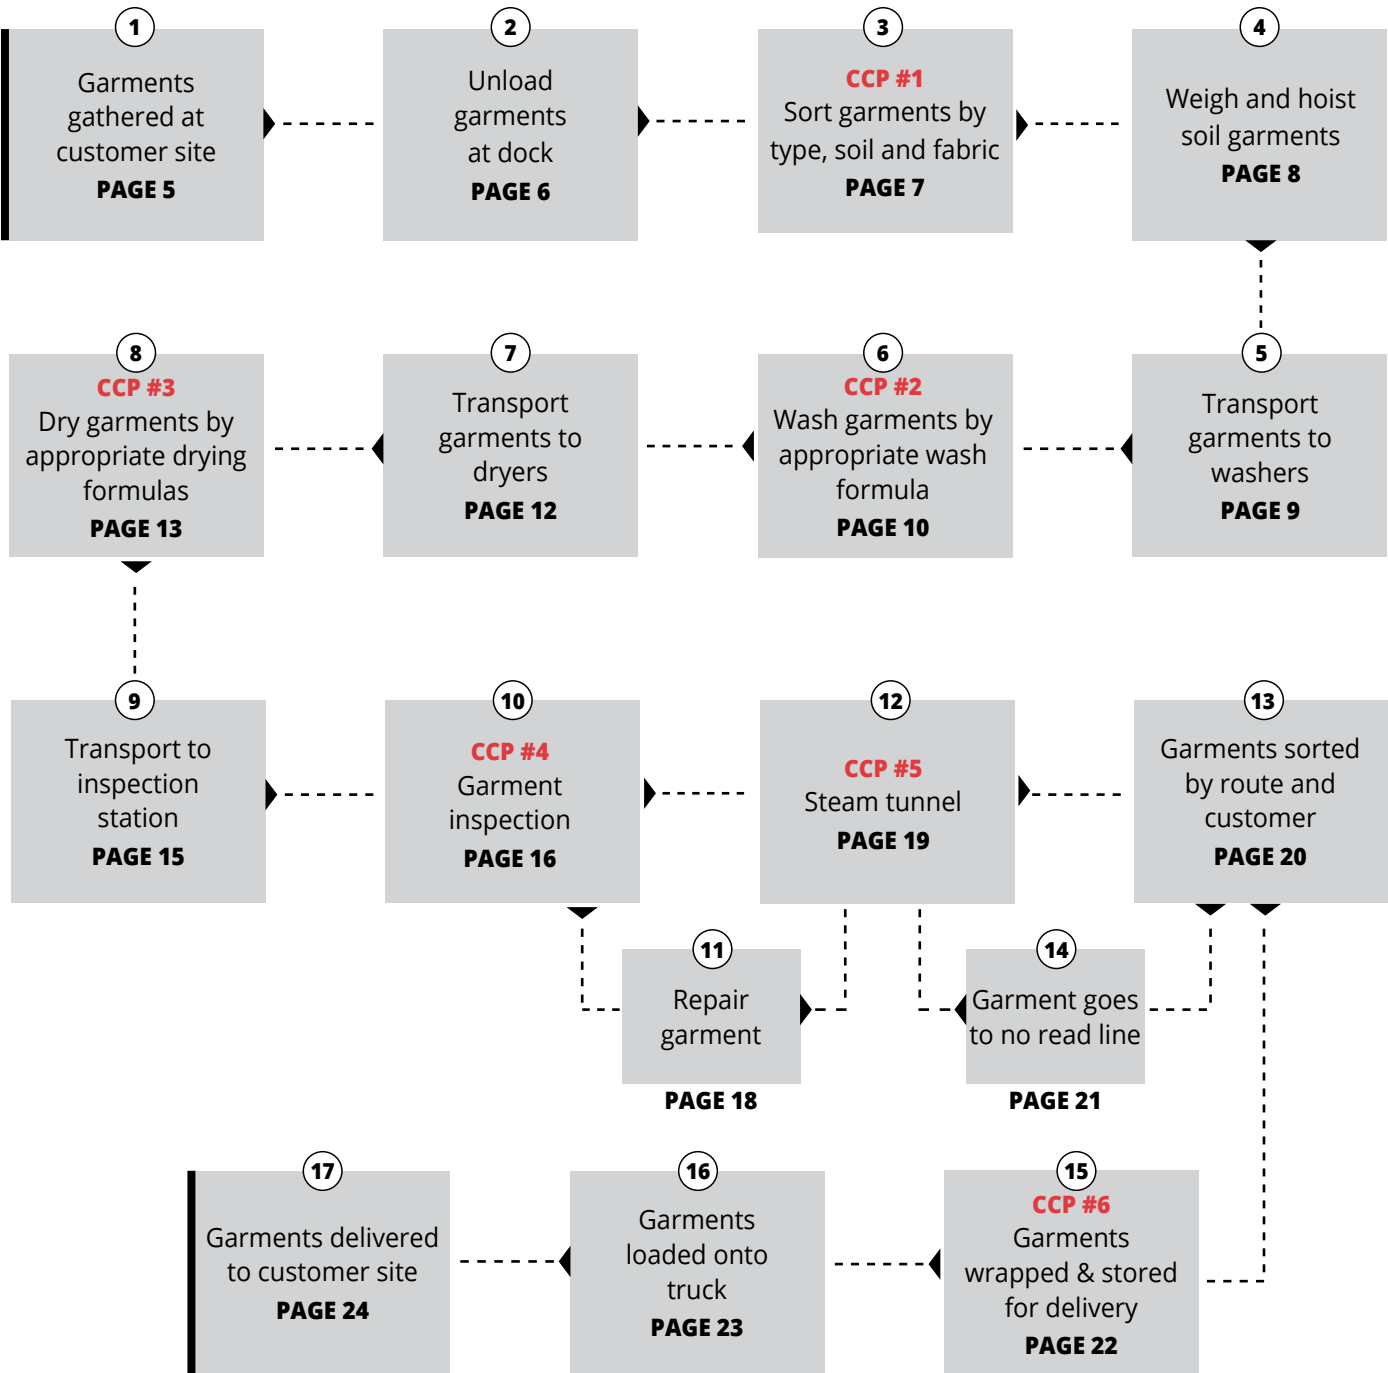 1
Garments
gathered at
customer site
PAGE 5
2
Unload
garments
at dock
PAGE 6
3
CCP #1
Sort garments by
type, soil and fabric
PAGE 7
4
Weigh and hoist
soil garments
PAGE 8
5
Transport
garments to
washers
PAGE 9
6
CCP #2
Wash garments by
appropriate wash
formula
PAGE 10
7
Transport
garments to
dryers
PAGE 12
8
CCP #3
Dry garments by
appropriate drying
formulas
PAGE 13
9
Transport to
inspection
station
PAGE 15
10
CCP #4
Garment
inspection
PAGE 16
11
Repair
garment
PAGE 18
12
CCP #5
Steam tunnel
PAGE 19
13
Garments sorted
by route and
customer
PAGE 20
14
Garment goes
to no read line
PAGE 21
15
CCP #6
Garments
wrapped & stored
for delivery
PAGE 22
16
Garments
loaded onto
truck
PAGE 23
17
Garments delivered
to customer site
PAGE 24